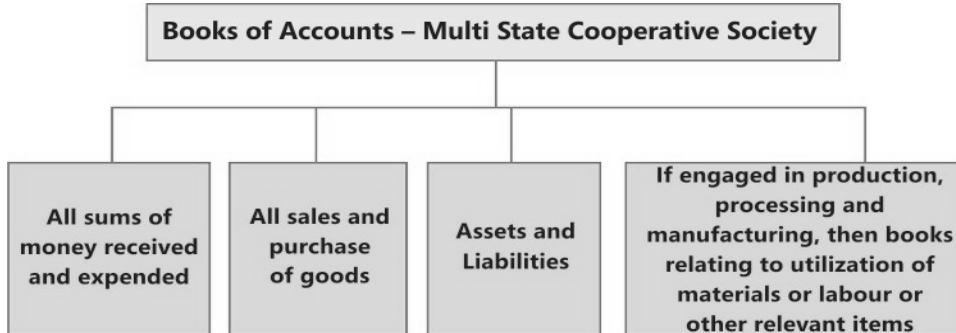 Books of Accounts – Multi State Cooperative Society
All sums of
money received
and expended
All sales and
purchase
of goods
Assets and
Liabilities
If engaged in production,
processing and
manufacturing, then books
relating to utilization of
materials or labour or
other relevant items